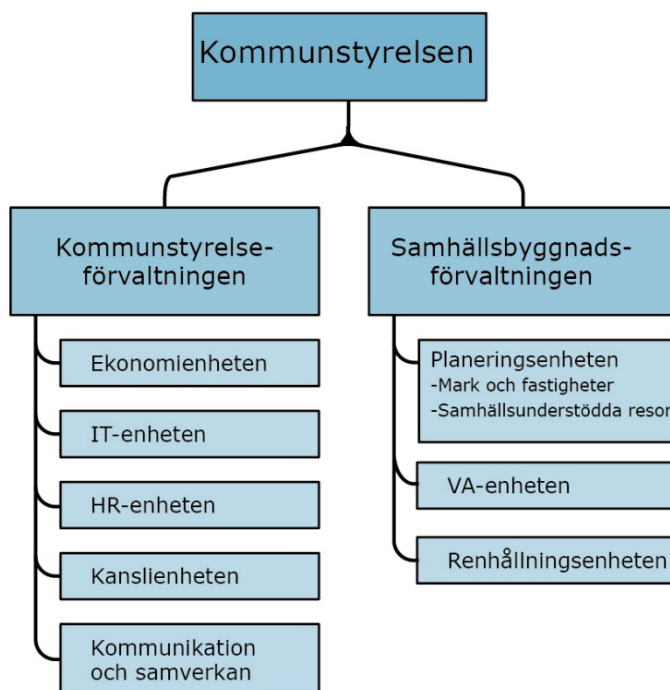 Kommunstyrelsen
Kommunstyrelse-
förvaltningen
Ekonomienheten
IT-enheten
HR-enheten
Kanslienheten
Kommunikation
och samverkan
Samhällsbyggnads-
förvaltningen
Planeringsenheten
-Mark och fastigheter
-Samhällsunderstödda resor
VA-enheten
Renhållningsenheten